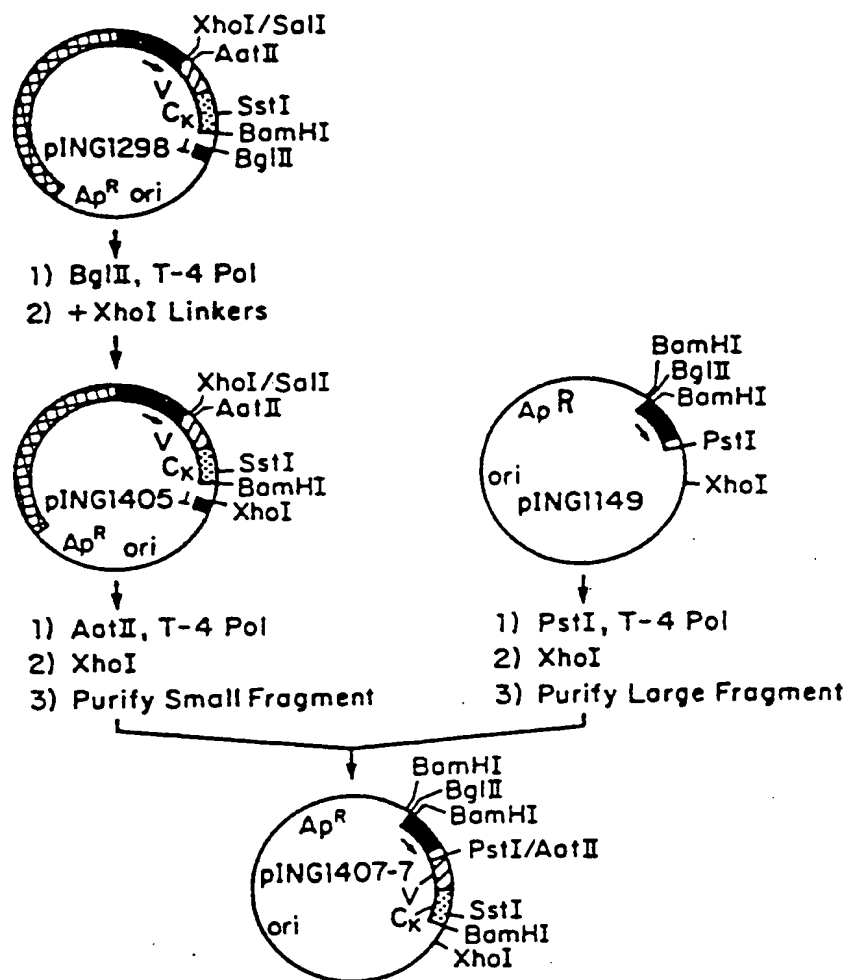 XhoI/SalI
AatII
V
Cκ
SstI
BamHI
pING1298
BglII
Ap^R ori
1) BglII, T-4 Pol
2) +XhoI Linkers
XhoI/SalI
AatII
V
Cκ
SstI
BamHI
pING1405
XhoI
Ap^R ori
BamHI
BglII
BamHI
ApR
PstI
ori
XhoI
pING1149
1) AatII, T-4 Pol
2) XhoI
3) Purify Small Fragment
1) PstI, T-4 Pol
2) XhoI
3) Purify Large Fragment
BamHI
BglII
BamHI
Ap^R
PstI/AatII
pING1407-7
V
Cκ
SstI
ori
BamHI
XhoI